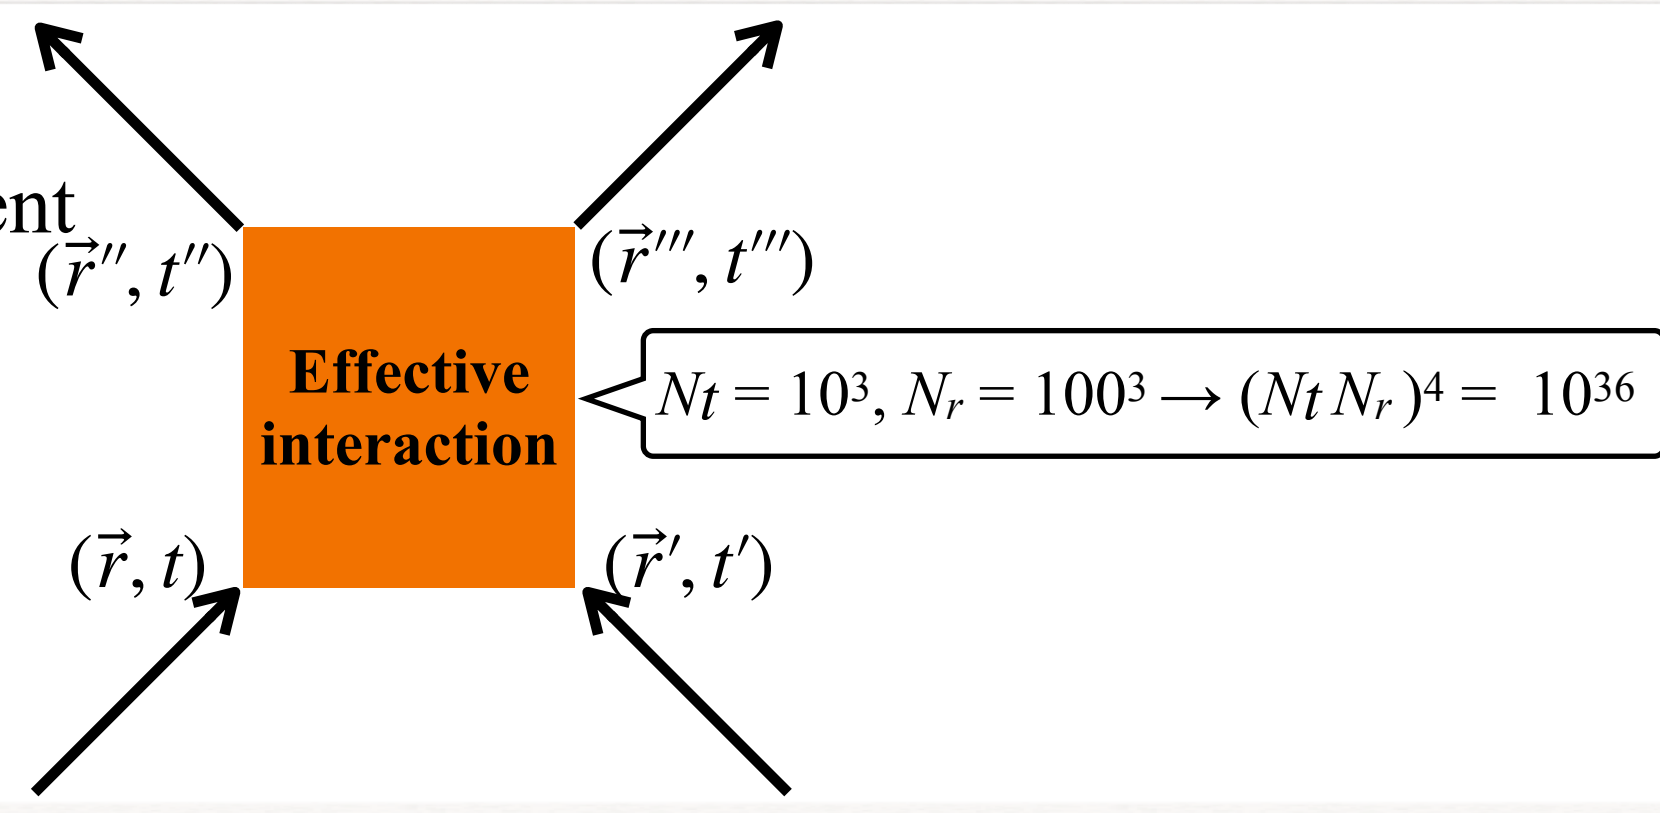 ent
(r⃗″, t″)
(r⃗‴, t‴)
Effective
interaction
Nt = 10³, Nᵣ = 100³ → (Nt Nᵣ)⁴ = 10³⁶
(r⃗, t)
(r⃗′, t′)